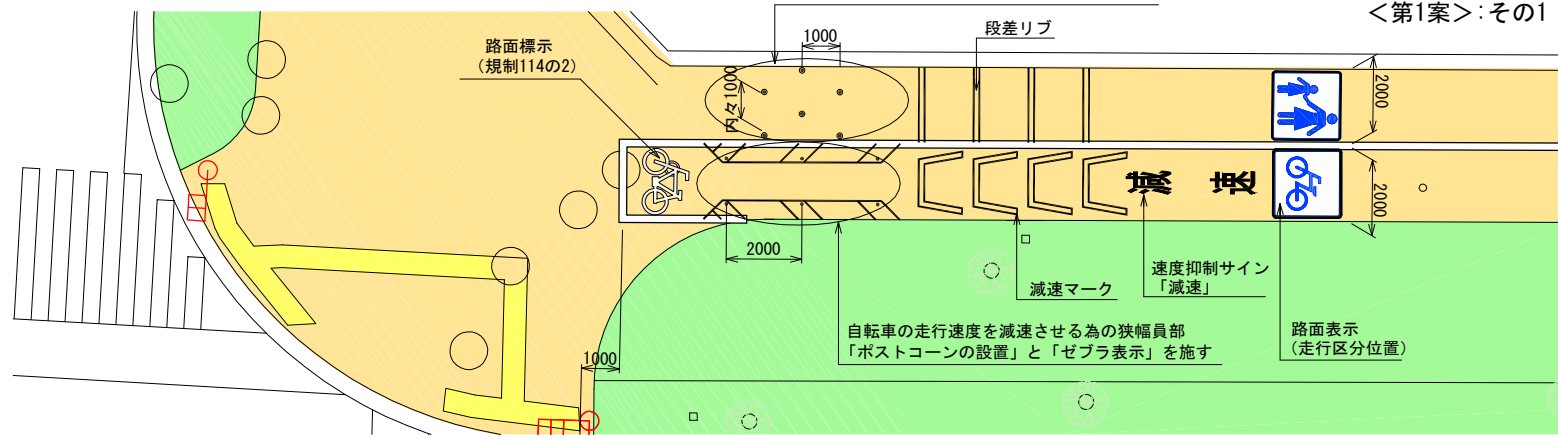 ＜第1案＞：その1
段差リブ
1000
路面標示
（規制114の2）
内々1000
2000
減 速
2000
2000
減速マーク
速度抑制サイン
「減速」
自転車の走行速度を減速させる為の狭幅員部
「ポストコーンの設置」と「ゼブラ表示」を施す
路面表示
（走行区分位置）
1000